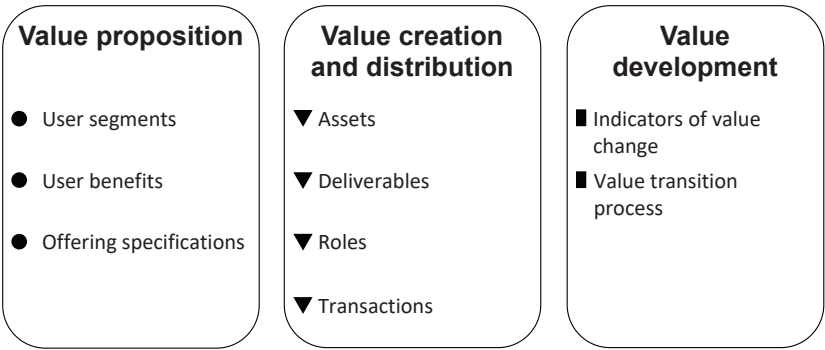 Value proposition
User segments
User benefits
Offering specifications
Value creation
and distribution
Assets
Deliverables
Roles
Transactions
Value
development
Indicators of value
change
Value transition
process